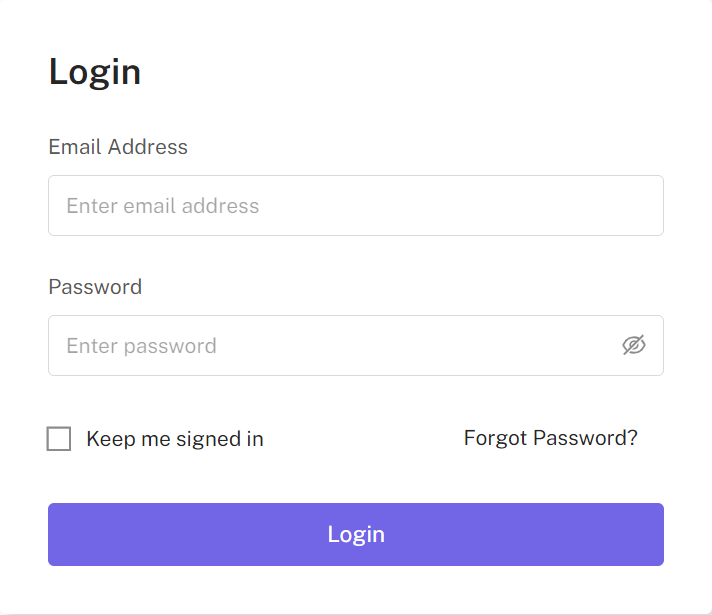 Login
Email Address
Enter email address
Password
Enter password
Keep me signed in Forgot Password?
Login